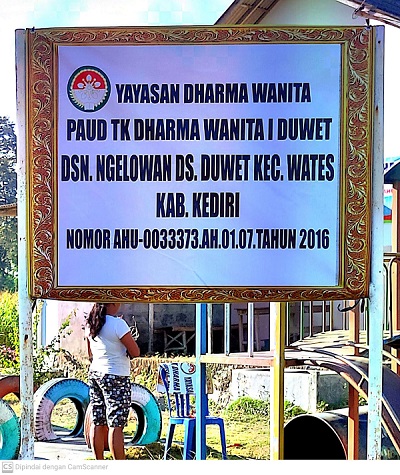 YAYASAN DHARMA WANITA
PAUD TK DHARMA WANITA I DUWET
DSN. NGELOWAN DS. DUWET KEC. WATES
KAB. KEDIRI
NOMOR AHU-0033373.AH.01.07.TAHUN 2016
CS Dipindai dengan CamScanner